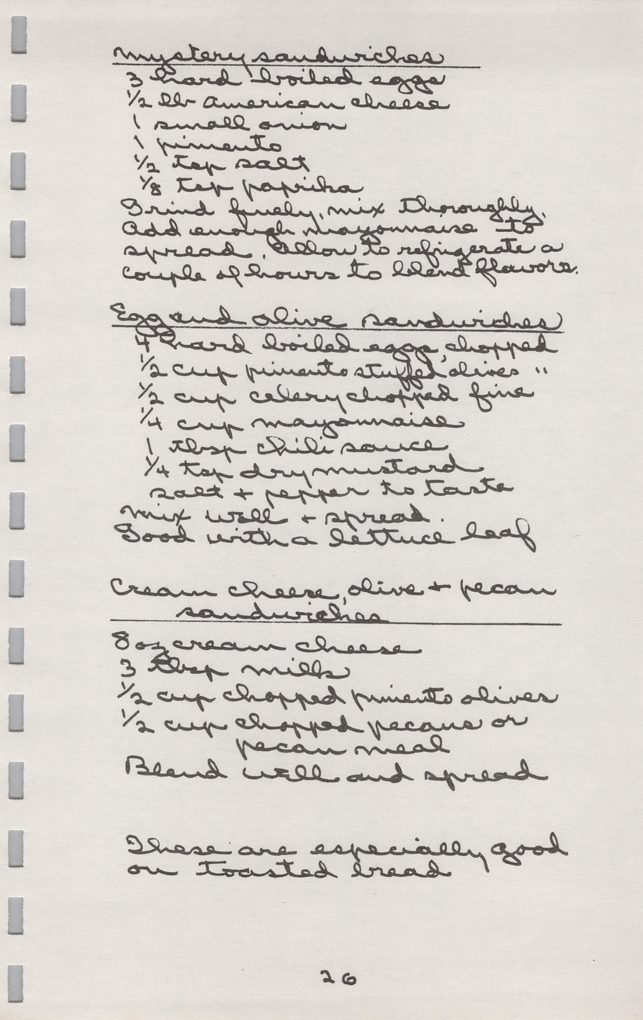 mystery sandwiches
3 hard boiled eggs
1/2 lb American cheese
1 small onion
1 pimento
1/2 tsp salt
1/8 tsp paprika
Grind finely, mix thoroughly.
Add enough mayonnaise to
spread. Allow to refrigerate a
couple of hours to blend flavors.
Egg and olive sandwiches
4 hard boiled eggs, chopped
1/2 cup pimento stuffed olives "
1/2 cup celery chopped fine
1/4 cup mayonnaise
1 tbsp chili sauce
1/4 tsp dry mustard
salt + pepper to taste
mix well + spread.
Good with a lettuce leaf
Cream cheese, olive + pecan
sandwiches
8 oz cream cheese
3 tbsp milk
1/2 cup chopped pimento olives
1/2 cup chopped pecans or
pecan meal
Blend well and spread
These are especially good
on toasted bread
26